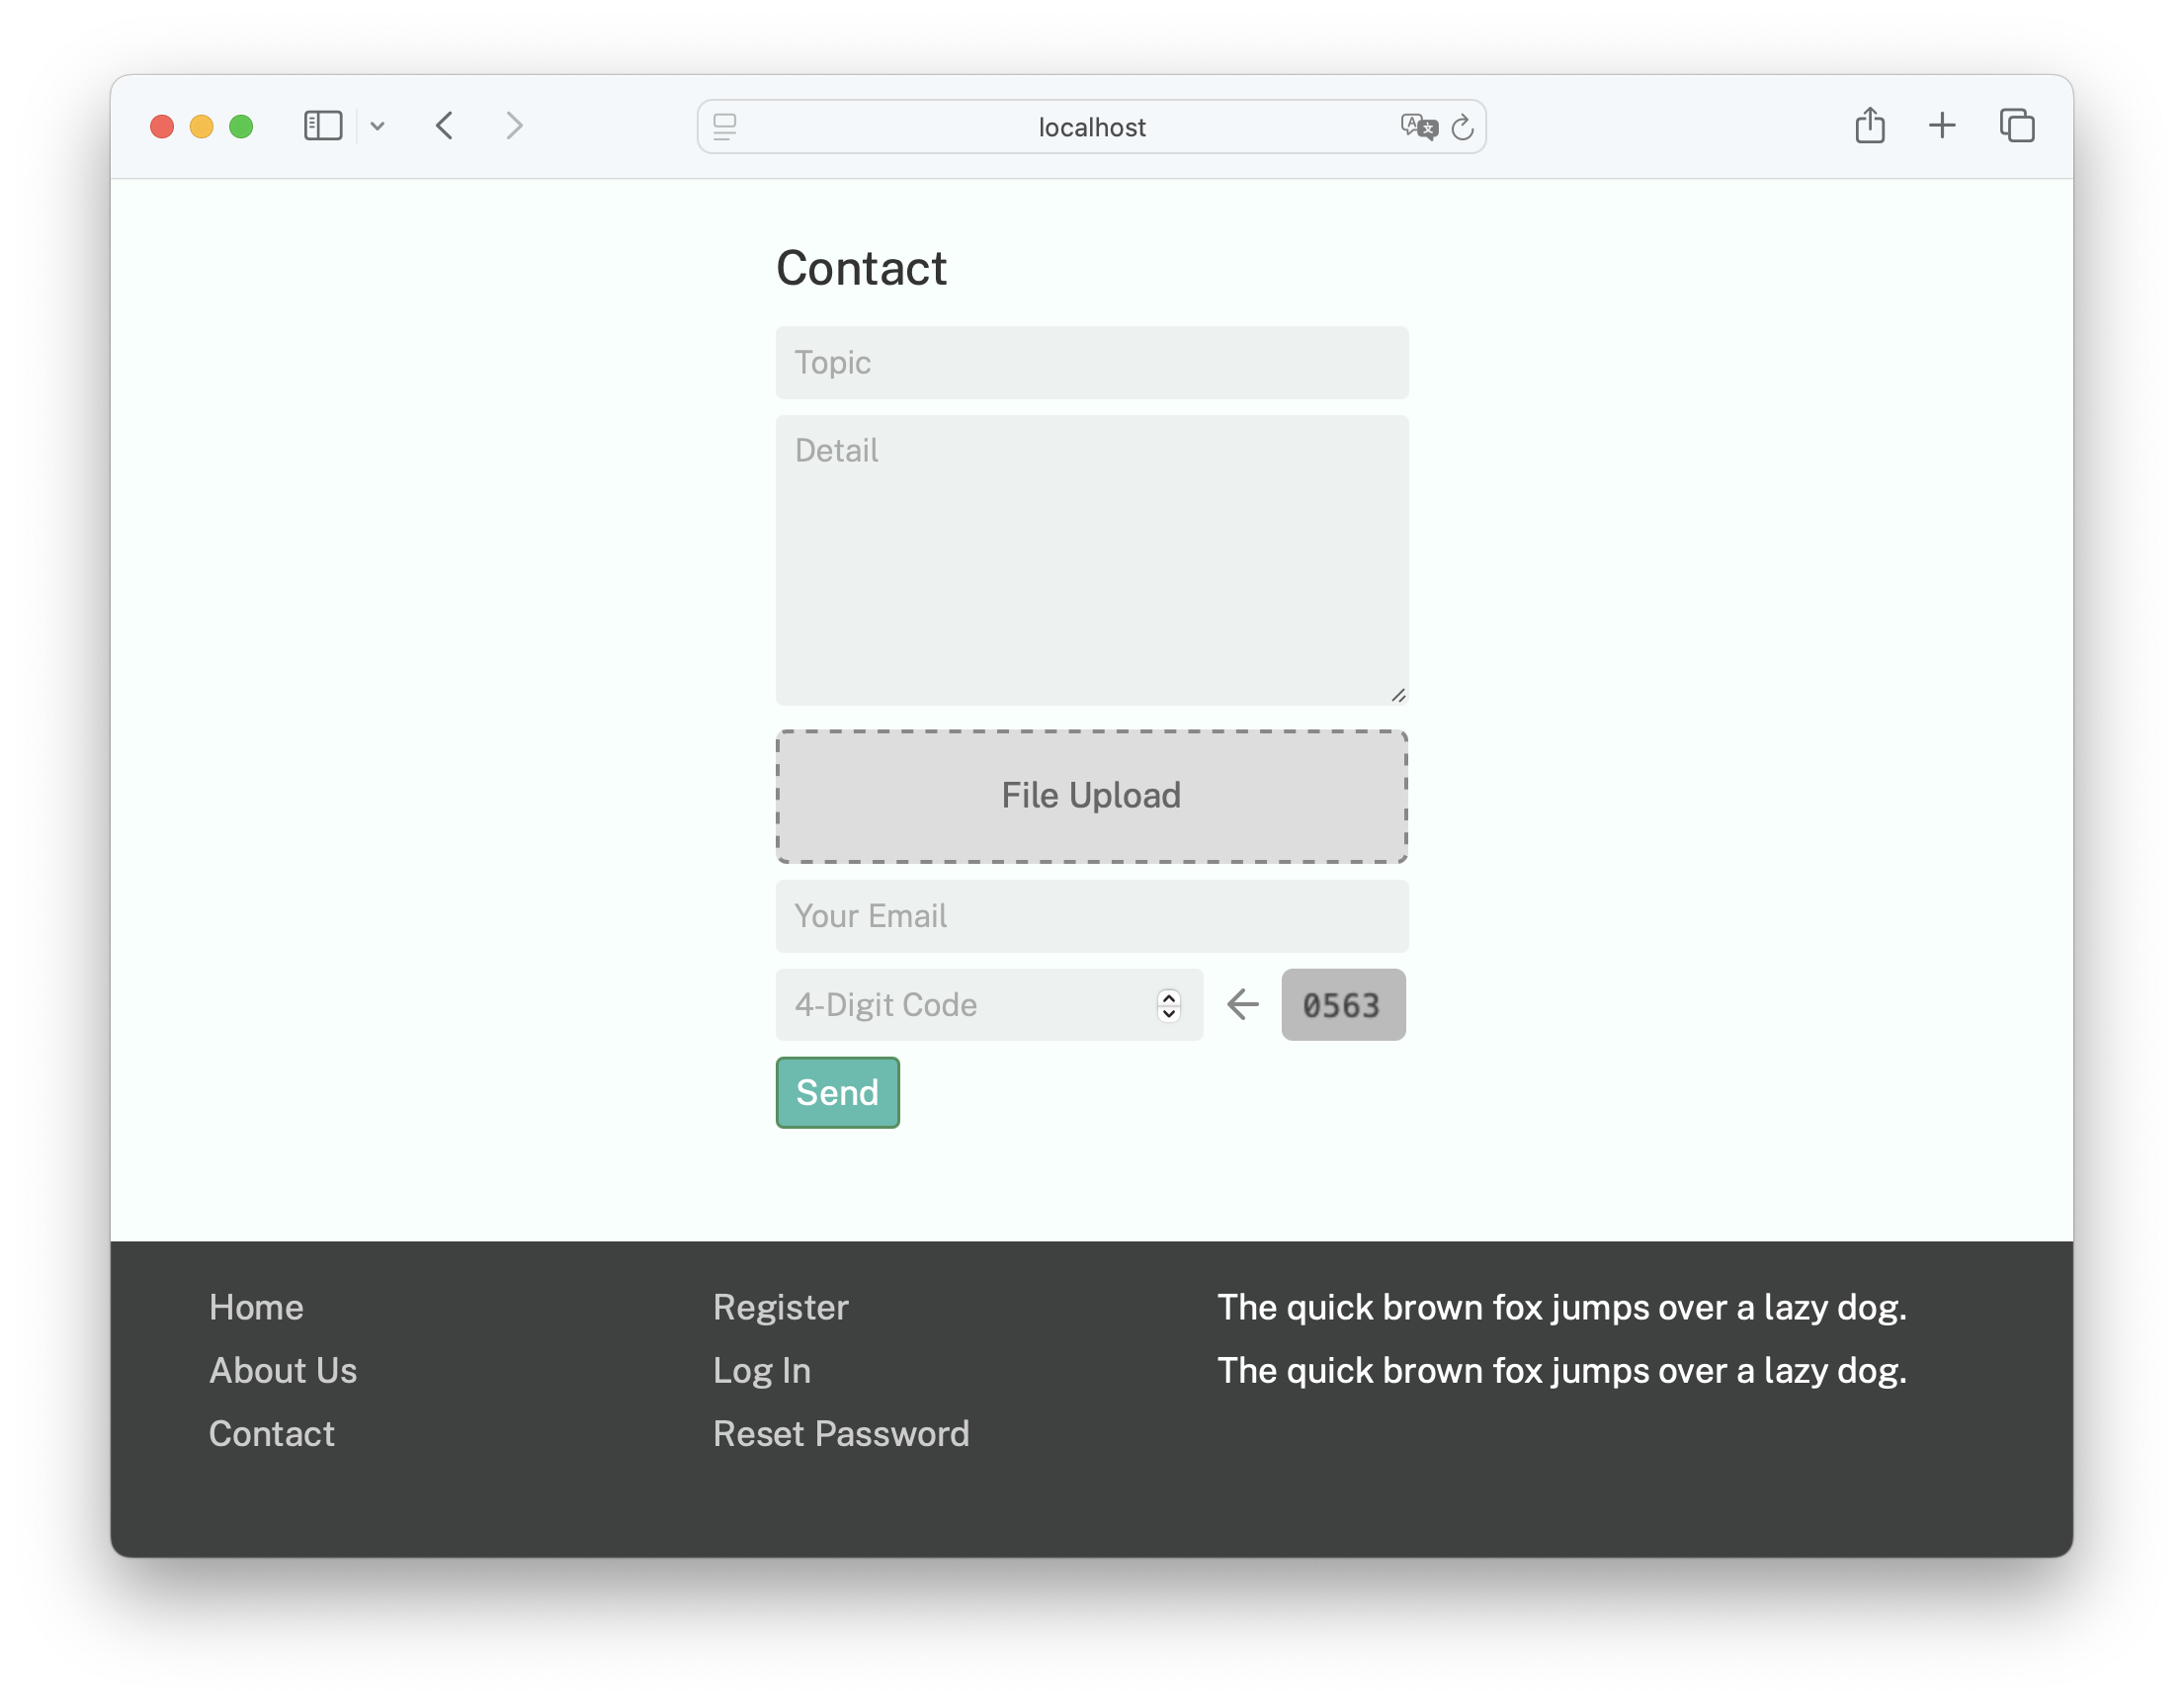 localhost
Contact
Topic
Detail
File Upload
Your Email
4-Digit Code
0563
Send
Home
About Us
Contact
Register
Log In
Reset Password
The quick brown fox jumps over a lazy dog.
The quick brown fox jumps over a lazy dog.